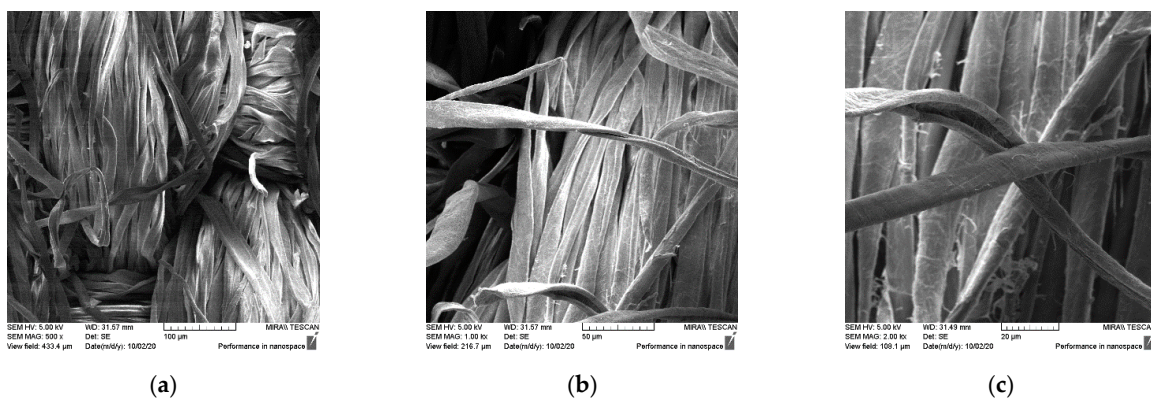 SEM HV: 5.00 kV WD: 31.57 mm MIRA\\ TESCAN
SEM MAG: 500 x Det: SE 100 µm
View field: 433.4 µm Date(m/d/y): 10/02/20 Performance in nanospace
(a)
SEM HV: 5.00 kV WD: 31.57 mm MIRA\\ TESCAN
SEM MAG: 1.00 kx Det: SE 50 µm
View field: 216.7 µm Date(m/d/y): 10/02/20 Performance in nanospace
(b)
SEM HV: 5.00 kV WD: 31.49 mm MIRA\\ TESCAN
SEM MAG: 2.00 kx Det: SE 20 µm
View field: 108.1 µm Date(m/d/y): 10/02/20 Performance in nanospace
(c)